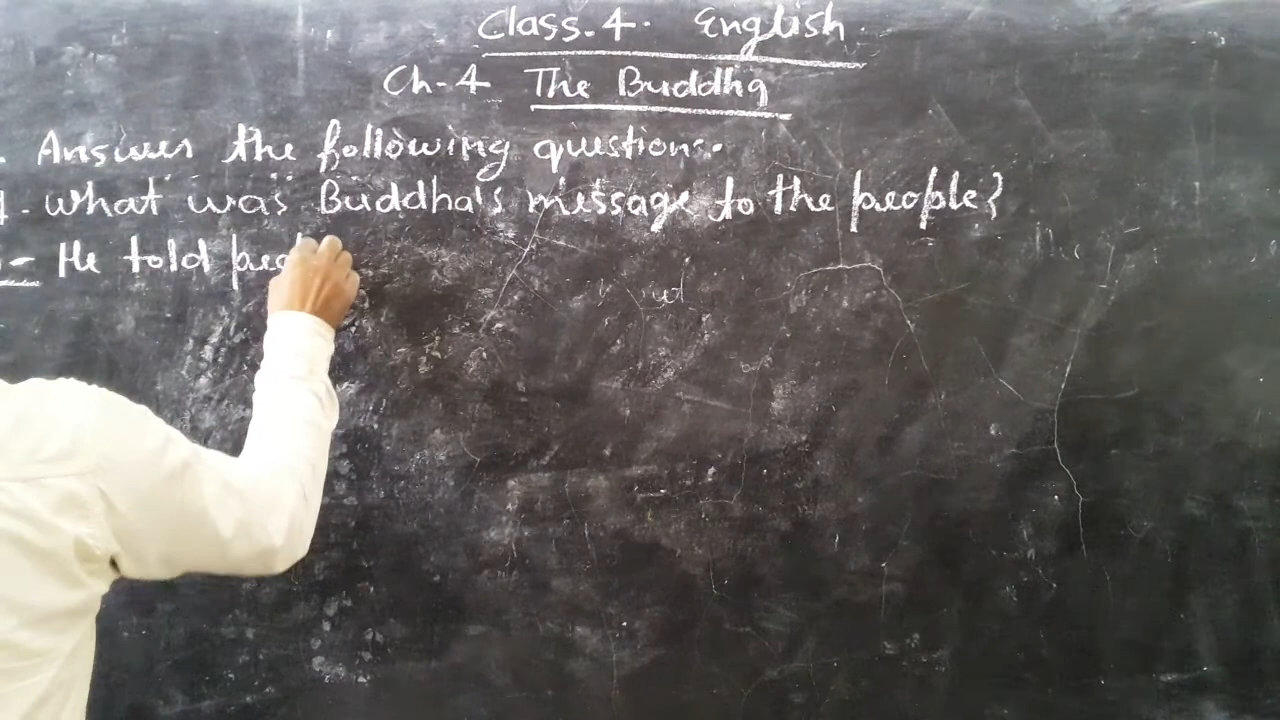 Class.4. English.
Ch-4 The Buddha
Answer the following questions.
What was Buddha's message to the people?
- He told